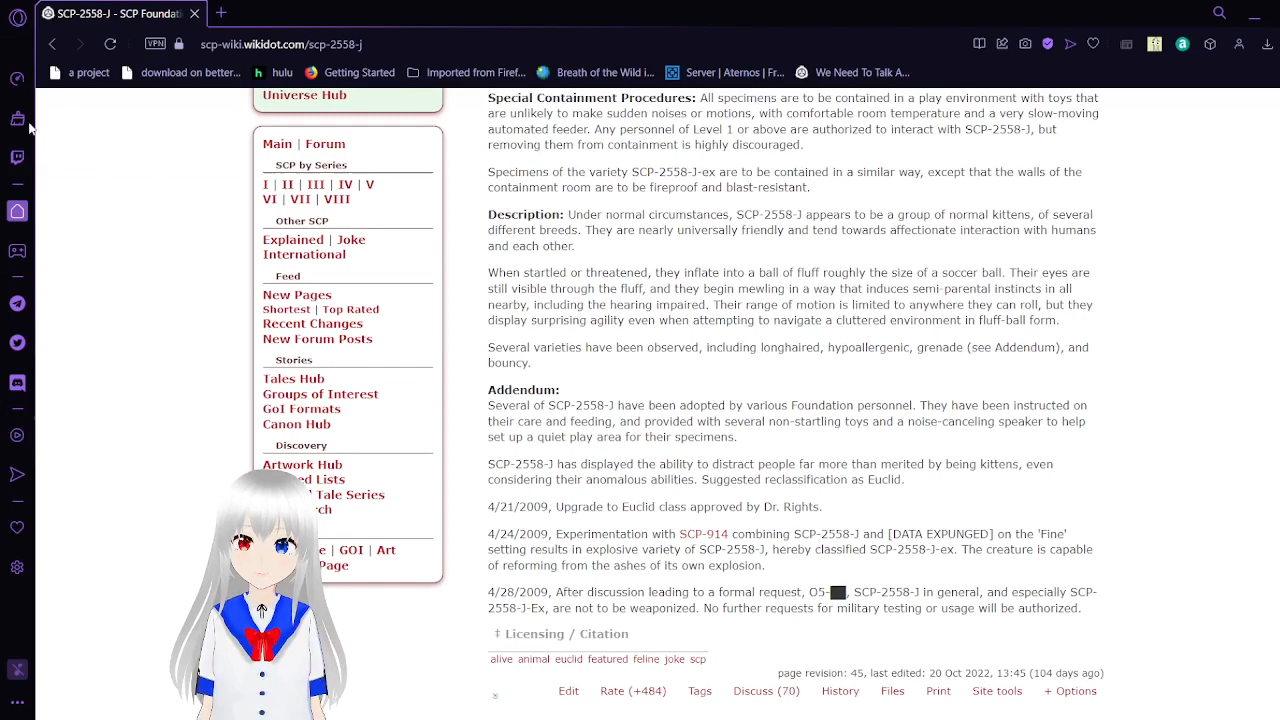 SCP-2558-J - SCP Foundati
VPN
scp-wiki.wikidot.com/scp-2558-j
a project
download on better...
hulu
Getting Started
Imported from Firef...
Breath of the Wild i...
Server | Aternos | Fr...
We Need To Talk A...
Universe Hub
Main | Forum
SCP by Series
I | II | III | IV | V
VI | VII | VIII
Other SCP
Explained | Joke
International
Feed
New Pages
Shortest | Top Rated
Recent Changes
New Forum Posts
Stories
Tales Hub
Groups of Interest
GoI Formats
Canon Hub
Discovery
Artwork Hub
ed Lists
Tale Series
rch
e | GOI | Art
Page
Special Containment Procedures: All specimens are to be contained in a play environment with toys that
are unlikely to make sudden noises or motions, with comfortable room temperature and a very slow-moving
automated feeder. Any personnel of Level 1 or above are authorized to interact with SCP-2558-J, but
removing them from containment is highly discouraged.
Specimens of the variety SCP-2558-J-ex are to be contained in a similar way, except that the walls of the
containment room are to be fireproof and blast-resistant.
Description: Under normal circumstances, SCP-2558-J appears to be a group of normal kittens, of several
different breeds. They are nearly universally friendly and tend towards affectionate interaction with humans
and each other.
When startled or threatened, they inflate into a ball of fluff roughly the size of a soccer ball. Their eyes are
still visible through the fluff, and they begin mewling in a way that induces semi-parental instincts in all
nearby, including the hearing impaired. Their range of motion is limited to anywhere they can roll, but they
display surprising agility even when attempting to navigate a cluttered environment in fluff-ball form.
Several varieties have been observed, including longhaired, hypoallergenic, grenade (see Addendum), and
bouncy.
Addendum:
Several of SCP-2558-J have been adopted by various Foundation personnel. They have been instructed on
their care and feeding, and provided with several non-startling toys and a noise-canceling speaker to help
set up a quiet play area for their specimens.
SCP-2558-J has displayed the ability to distract people far more than merited by being kittens, even
considering their anomalous abilities. Suggested reclassification as Euclid.
4/21/2009, Upgrade to Euclid class approved by Dr. Rights.
4/24/2009, Experimentation with SCP-914 combining SCP-2558-J and [DATA EXPUNGED] on the 'Fine'
setting results in explosive variety of SCP-2558-J, hereby classified SCP-2558-J-ex. The creature is capable
of reforming from the ashes of its own explosion.
4/28/2009, After discussion leading to a formal request, O5-██, SCP-2558-J in general, and especially SCP-
2558-J-Ex, are not to be weaponized. No further requests for military testing or usage will be authorized.
‡ Licensing / Citation
alive animal euclid featured feline joke scp
page revision: 45, last edited: 20 Oct 2022, 13:45 (104 days ago)
Edit Rate (+484) Tags Discuss (70) History Files Print Site tools + Options